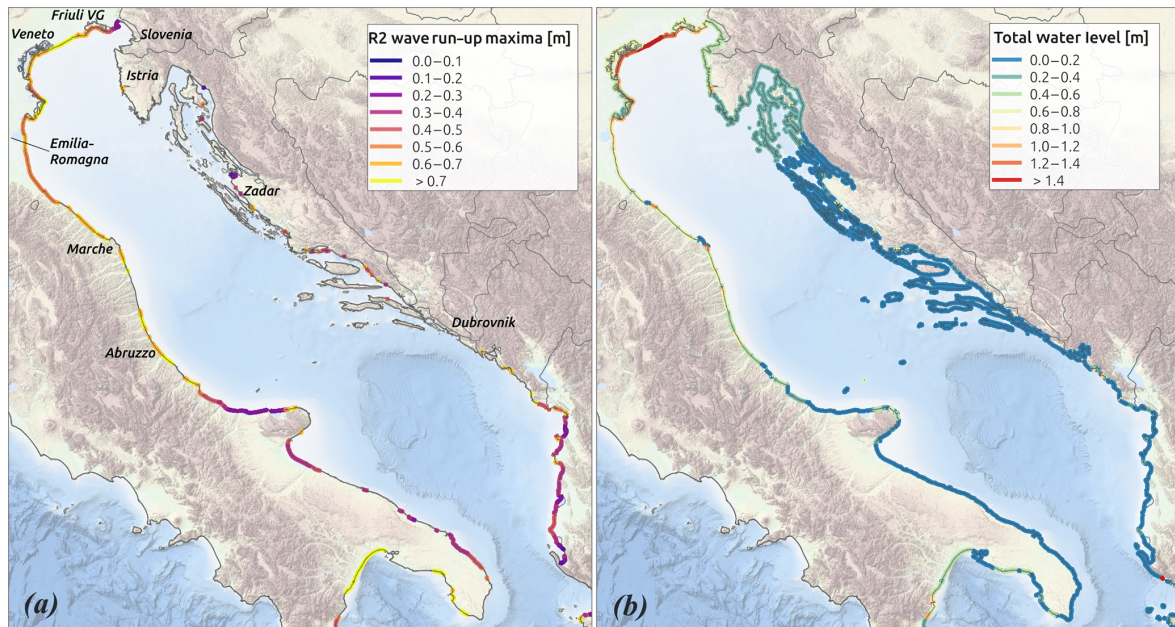 Friuli VG
Veneto
Slovenia
Istria
Emilia-
Romagna
Zadar
Marche
Dubrovnik
Abruzzo
R2 wave run-up maxima [m]
0.0-0.1
0.1-0.2
0.2-0.3
0.3-0.4
0.4-0.5
0.5-0.6
0.6-0.7
> 0.7
(a)
Total water level [m]
0.0-0.2
0.2-0.4
0.4-0.6
0.6-0.8
0.8-1.0
1.0-1.2
1.2-1.4
> 1.4
(b)